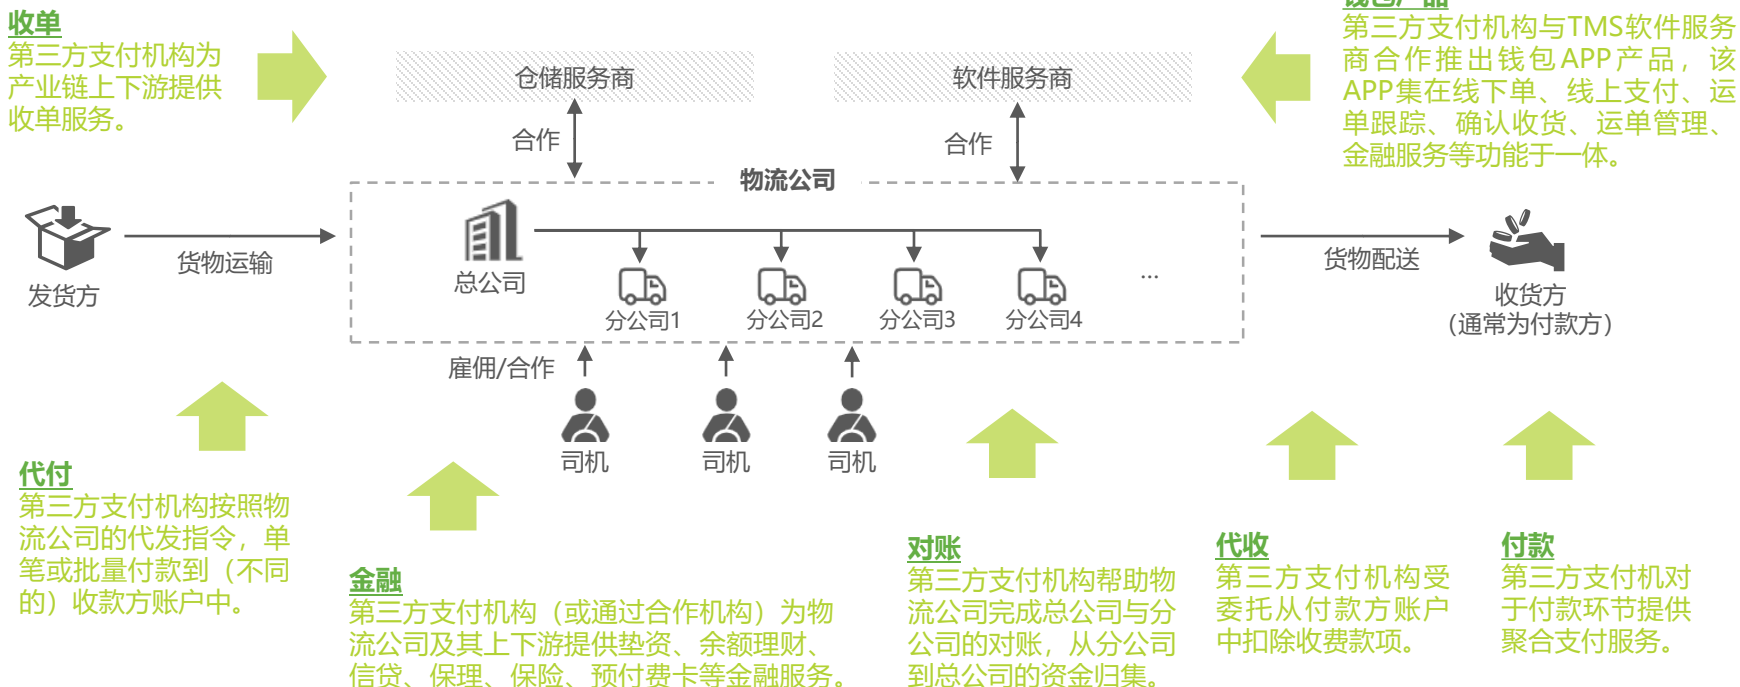 收单
第三方支付机构为
产业链上下游提供
收单服务。
钱包产品
第三方支付机构与TMS软件服务
商合作推出钱包APP产品，该
APP集在线下单、线上支付、运
单跟踪、确认收货、运单管理、
金融服务等功能于一体。
仓储服务商
软件服务商
合作
合作
物流公司
发货方
货物运输
总公司
分公司1
分公司2
分公司3
分公司4
...
货物配送
收货方
（通常为付款方）
雇佣/合作
司机
司机
司机
代付
第三方支付机构按照物
流公司的代发指令，单
笔或批量付款到（不同
的）收款方账户中。
金融
第三方支付机构（或通过合作机构）为物
流公司及其上下游提供垫资、余额理财、
信贷、保理、保险、预付费卡等金融服务。
对账
第三方支付机构帮助物
流公司完成总公司与分
公司的对账，从分公司
到总公司的资金归集。
代收
第三方支付机构受
委托从付款方账户
中扣除收费款项。
付款
第三方支付机对
于付款环节提供
聚合支付服务。